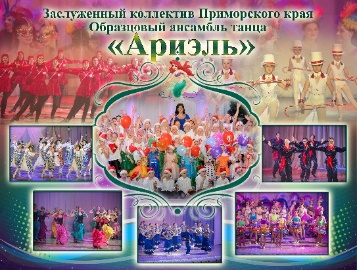 Заслуженный коллектив Приморского края
Образцовый ансамбль танца
«Ариэль»